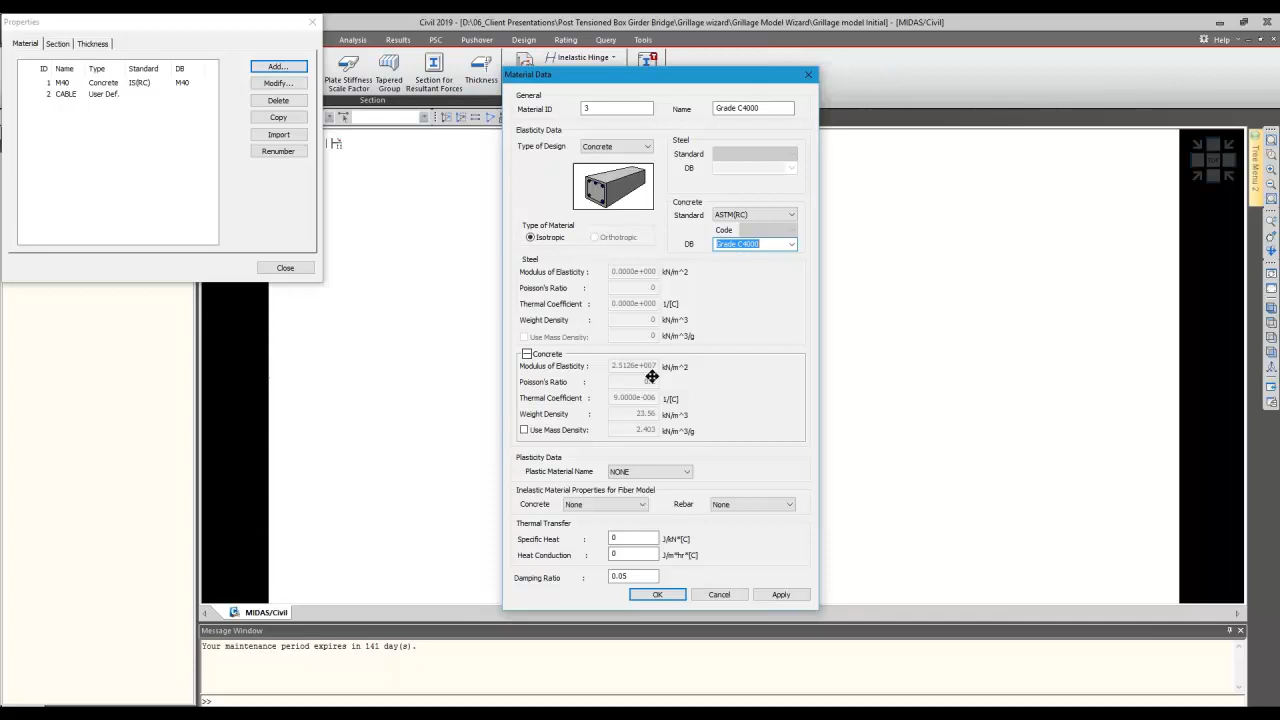 Civil 2019 - [D:\06_Client Presentations\Post Tensioned Box Girder Bridge\Grillage wizard\Grillage Model Wizard\Grillage model Initial] - [MIDAS/Civil]
Properties
Material Section Thickness
ID Name Type Standard DB
1 M40 Concrete IS(RC) M40
2 CABLE User Def.
Add...
Modify...
Delete
Copy
Import
Renumber
Close
Analysis Results PSC Pushover Design Rating Query Tools
Help
Plate Stiffness Scale Factor
Tapered Group
Section for Resultant Forces
Thickness
Inelastic Hinge
Section
Material Data
General
Material ID 3 Name Grade C4000
Elasticity Data
Type of Design Concrete
Steel
Standard
DB
Concrete
Standard ASTM(RC)
Code
DB Grade C4000
Type of Material
Isotropic Orthotropic
Steel
Modulus of Elasticity : 0.0000e+000 kN/m^2
Poisson's Ratio : 0
Thermal Coefficient : 0.0000e+000 1/[C]
Weight Density : 0 kN/m^3
Use Mass Density: 0 kN/m^3/g
Concrete
Modulus of Elasticity : 2.5126e+007 kN/m^2
Poisson's Ratio :
Thermal Coefficient : 9.0000e-006 1/[C]
Weight Density : 23.56 kN/m^3
Use Mass Density: 2.403 kN/m^3/g
Plasticity Data
Plastic Material Name NONE
Inelastic Material Properties for Fiber Model
Concrete None Rebar None
Thermal Transfer
Specific Heat : 0 J/kN*[C]
Heat Conduction : 0 J/m*hr*[C]
Damping Ratio : 0.05
OK Cancel Apply
TOP
Tree Menu 2
MIDAS/Civil
Message Window
Your maintenance period expires in 141 day(s).
>>